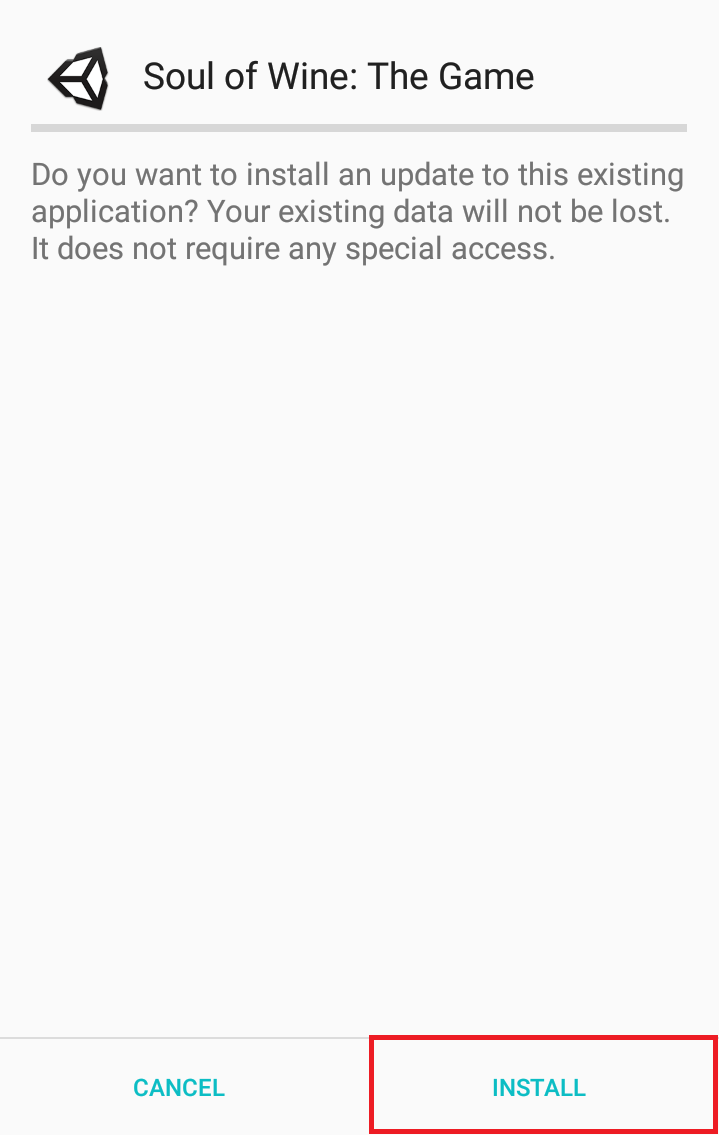 Soul of Wine: The Game
Do you want to install an update to this existing
application? Your existing data will not be lost.
It does not require any special access.
CANCEL
INSTALL